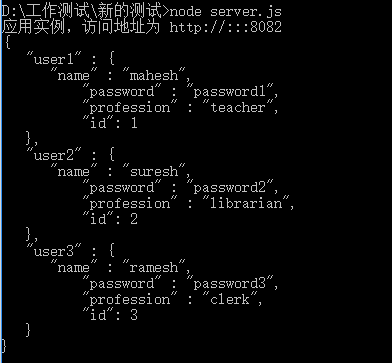 D:\工作测试\新的测试>node server.js
应用实例，访问地址为 http://:::8082
{
   "user1" : {
      "name" : "mahesh",
          "password" : "password1",
          "profession" : "teacher",
          "id": 1
   },
   "user2" : {
      "name" : "suresh",
          "password" : "password2",
          "profession" : "librarian",
          "id": 2
   },
   "user3" : {
      "name" : "ramesh",
          "password" : "password3",
          "profession" : "clerk",
          "id": 3
   }
}